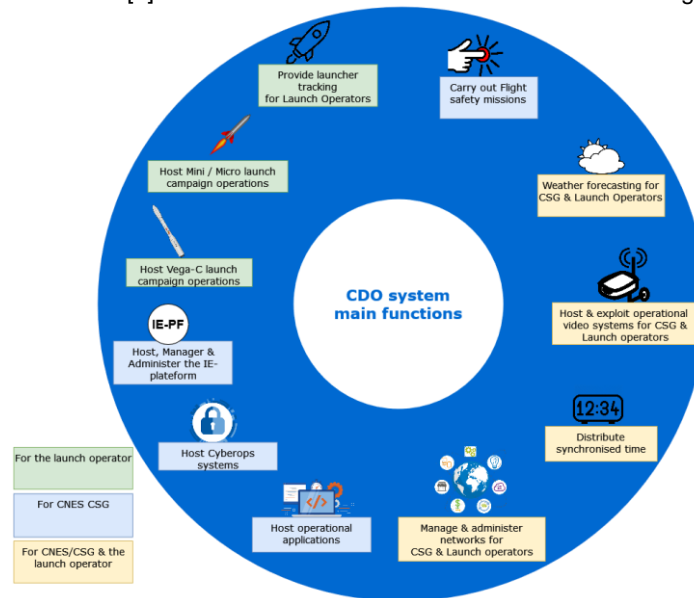 Provide launcher
tracking
for Launch Operators
Carry out Flight
safety missions
Host Mini / Micro launch
campaign operations
Weather forecasting for
CSG & Launch Operators
Host Vega-C launch
campaign operations
CDO system
main functions
Host & exploit operational
video systems for CSG &
Launch operators
IE-PF
Host, Manager &
Administer the IE-
plateform
12:34
Distribute
synchronised time
Host Cyberops
systems
</>
Host operational
applications
Manage & administer
networks for
CSG & Launch operators
For the launch operator
For CNES CSG
For CNES/CSG & the
launch operator